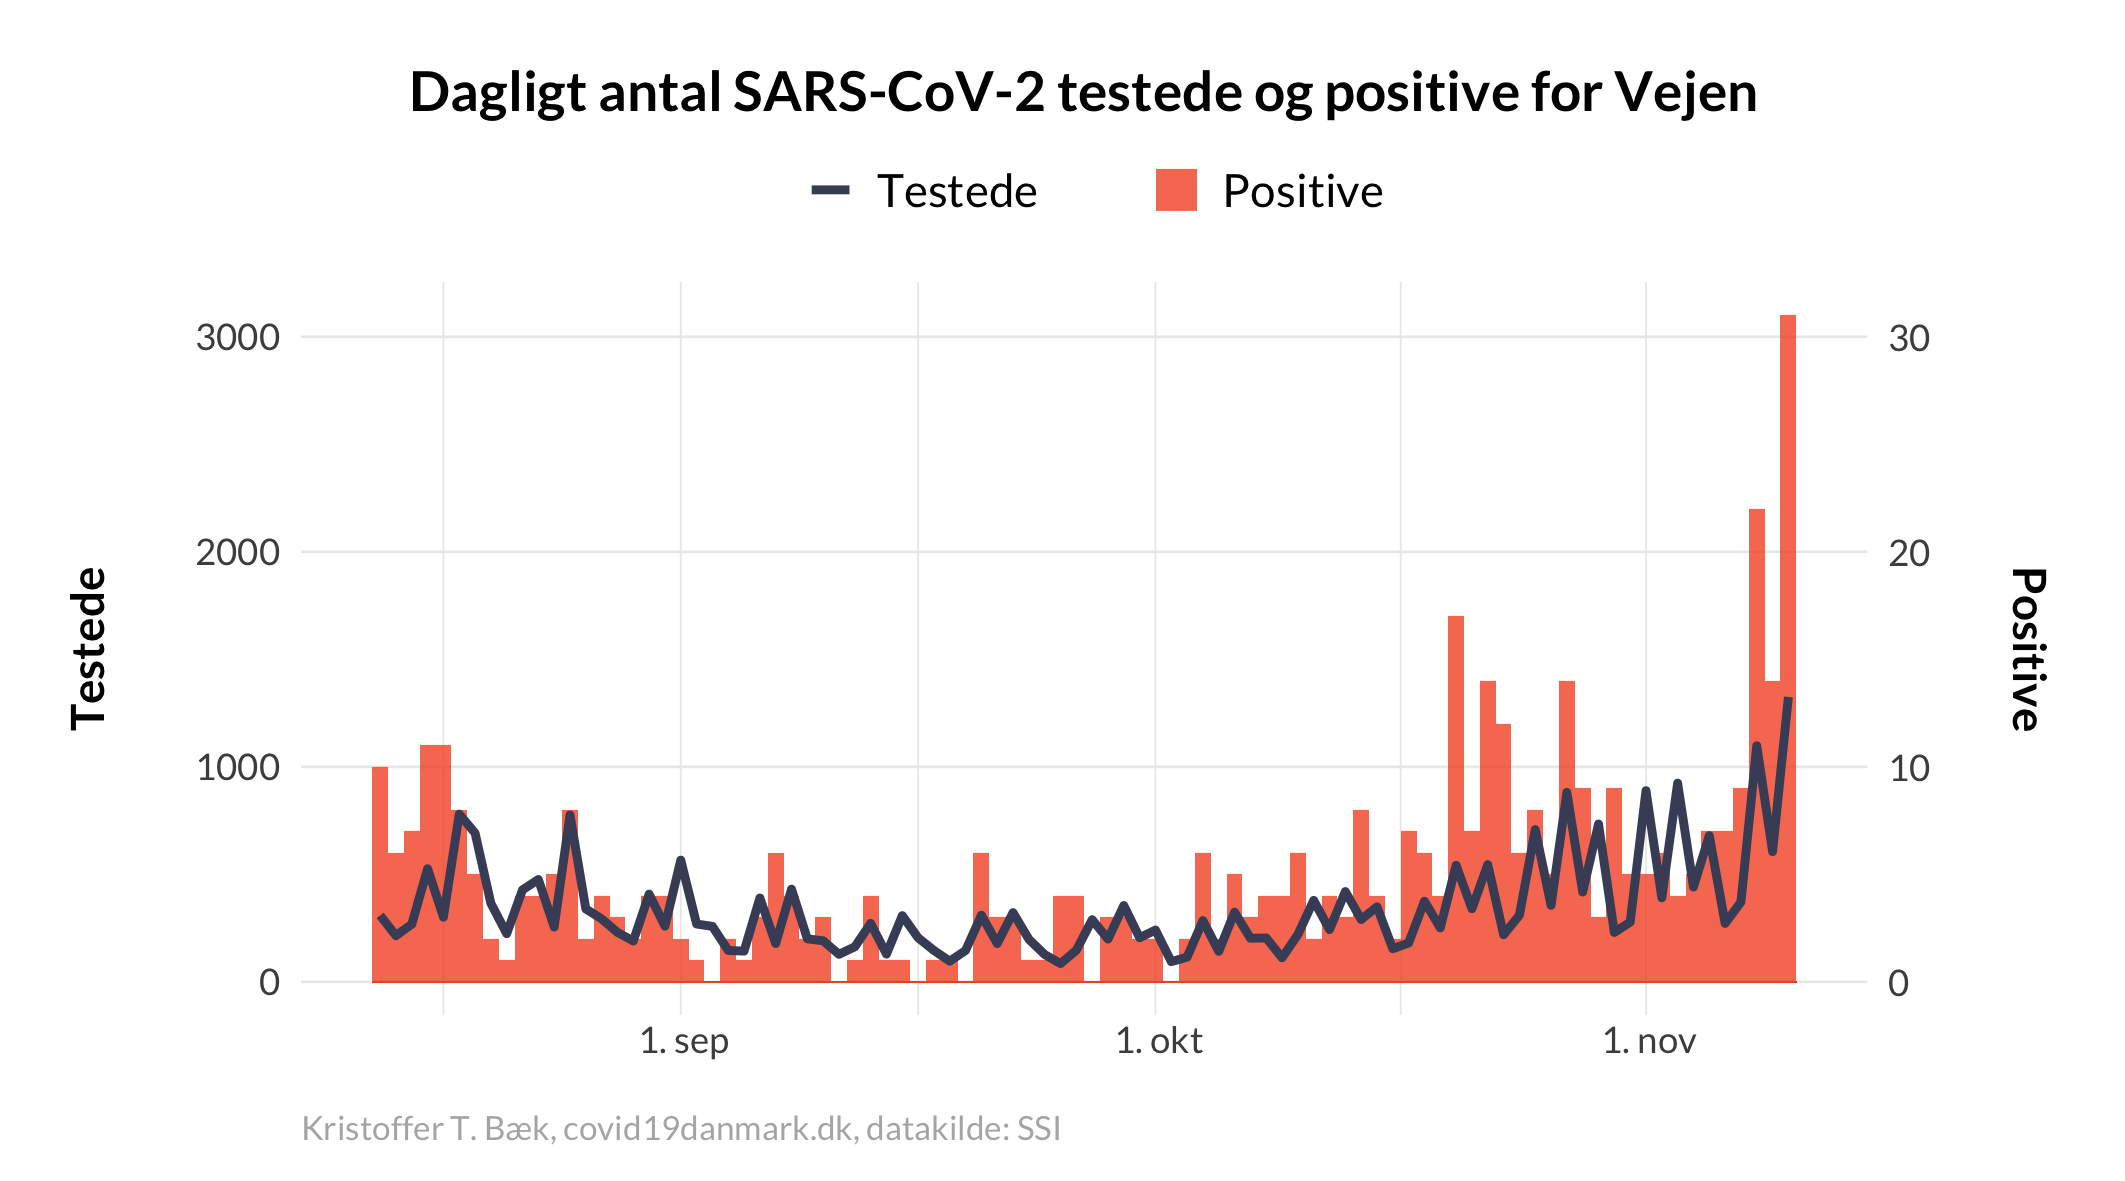 Dagligt antal SARS-CoV-2 testede og positive for Vejen
Testede
Positive
3000
2000
1000
0
30
20
10
0
Testede
Positive
1. sep
1. okt
1. nov
Kristoffer T. Bæk, covid19danmark.dk, datakilde: SSI